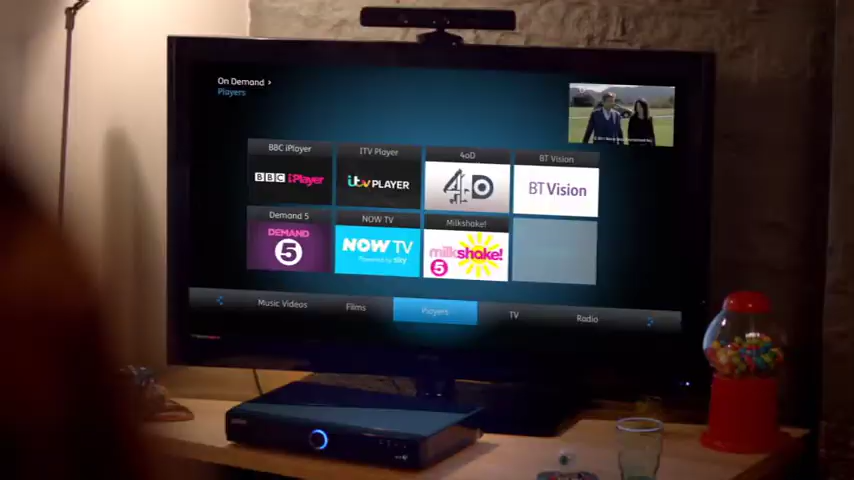 On Demand >
Players
BBC iPlayer
ITV Player
4oD
BT Vision
BBC iPlayer
itv PLAYER
4oD
BT Vision
Demand 5
NOW TV
Milkshake!
DEMAND
5
NOW TV
Powered by sky
milkshake!
5
Music Videos
Films
Players
TV
Radio